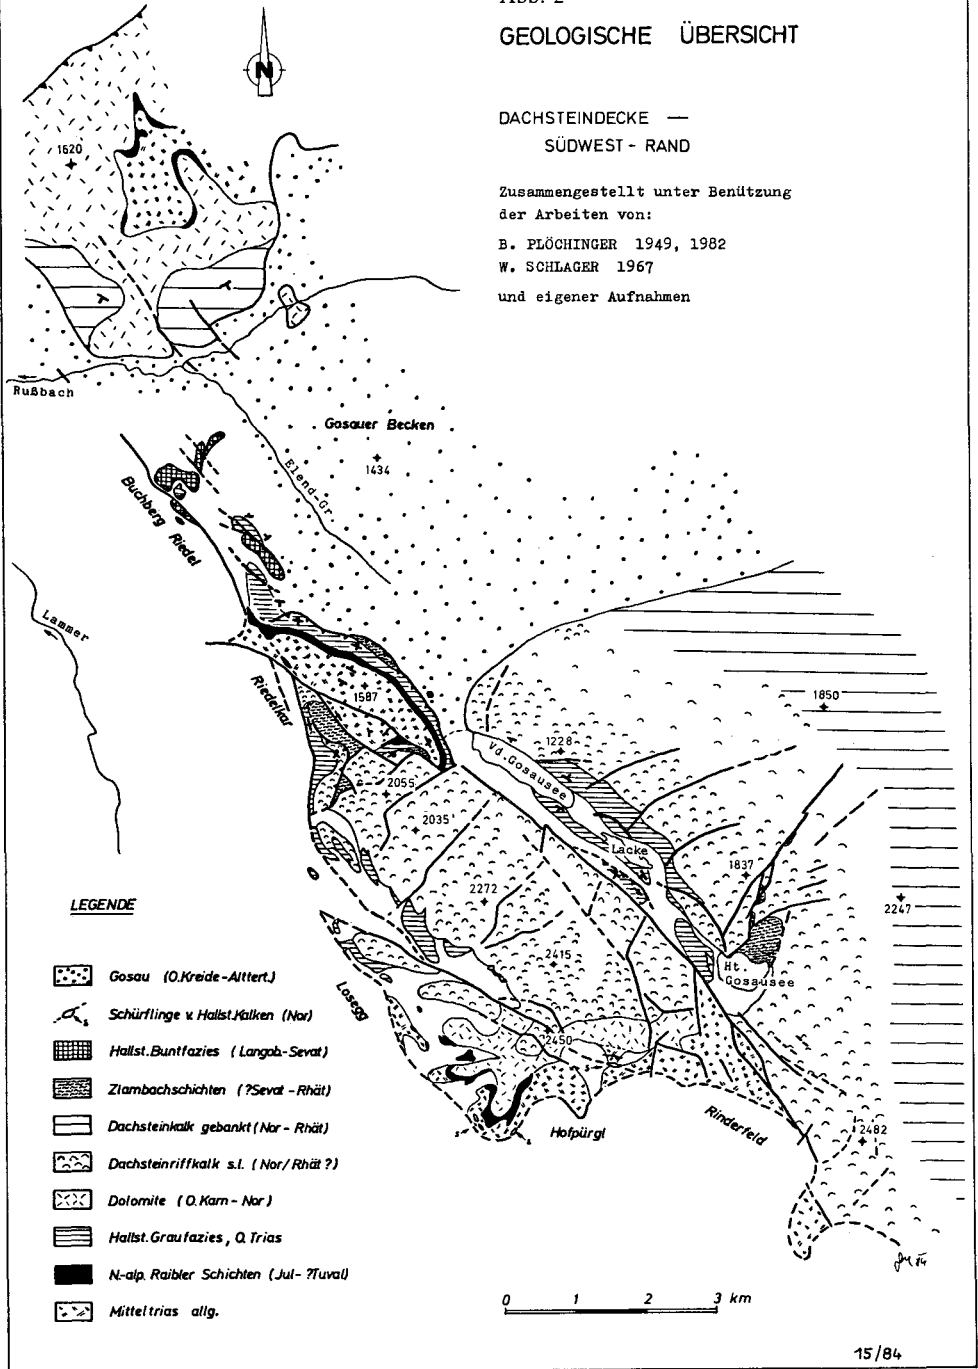 GEOLOGISCHE ÜBERSICHT
N
DACHSTEINDECKE —
SÜDWEST - RAND
Zusammengestellt unter Benützung
der Arbeiten von:
B. PLÖCHINGER 1949, 1982
W. SCHLAGER 1967
und eigener Aufnahmen
1620
Rußbach
Gosauer Becken
1434
Elend-Gr.
Buchberg Riedel
Lammer
Riedelkar
1587
1850
1228
Vd. Gosausee
2055
2035
Lacke
1837
2272
2247
2415
Ht.
Gosausee
Losegg
2450
s
s
Hofpürgl
Rinderfeld
2482
LEGENDE
Gosau (O.Kreide-Alttert.)
Schürflinge v. Hallst.Kalken (Nor)
s
Hallst.Buntfazies (Langob.-Sevat)
Zlambachschichten (?Sevat-Rhät)
Dachsteinkalk gebankt (Nor-Rhät)
Dachsteinriffkalk s.l. (Nor/Rhät?)
Dolomite (O.Karn-Nor)
Hallst.Graufazies, O.Trias
N.-alp. Raibler Schichten (Jul-?Tuval)
Mitteltrias allg.
0 1 2 3 km
15/84